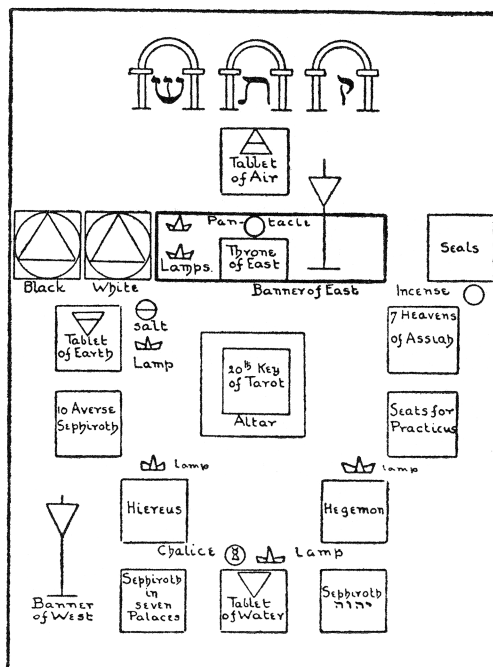 ש ת ק
Tablet
of Air
Pan-tacle
Lamps.
Throne
of East
Seals
Black
White
Banner of East
Incense
Salt
Tablet
of Earth
Lamp
7 Heavens
of Assiah
20th Key
of Tarot
Altar
10 Averse
Sephiroth
Seats for
Practicus
Lamp
Lamp
Hiereus
Hegemon
Chalice
Lamp
Banner
of West
Sephiroth
in
Seven
Palaces
Tablet
of Water
Sephiroth
יהוה